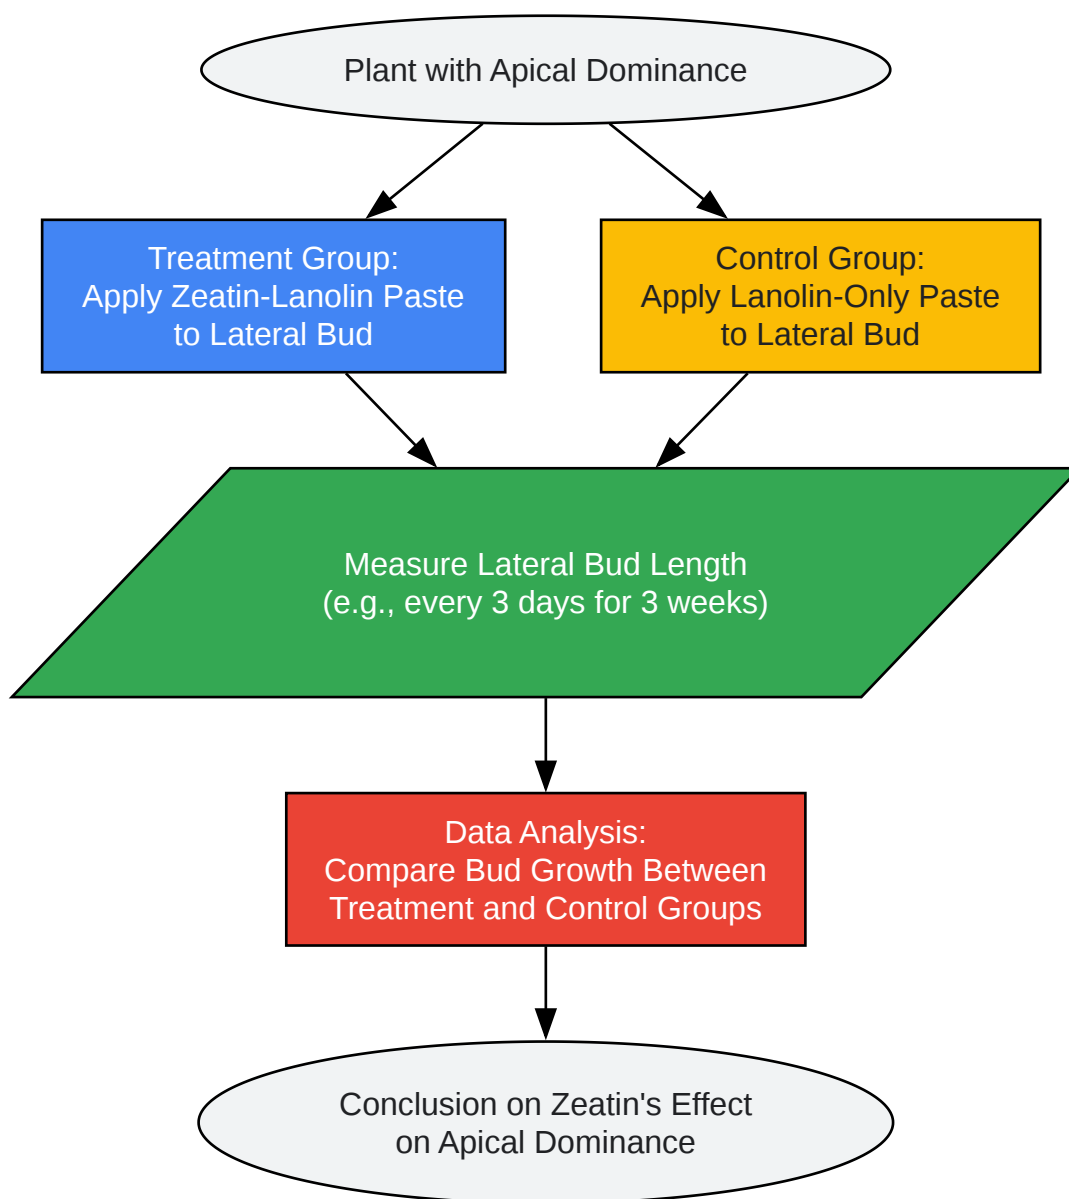 Plant with Apical Dominance
Treatment Group:
Apply Zeatin-Lanolin Paste
to Lateral Bud
Control Group:
Apply Lanolin-Only Paste
to Lateral Bud
Measure Lateral Bud Length
(e.g., every 3 days for 3 weeks)
Data Analysis:
Compare Bud Growth Between
Treatment and Control Groups
Conclusion on Zeatin's Effect
on Apical Dominance